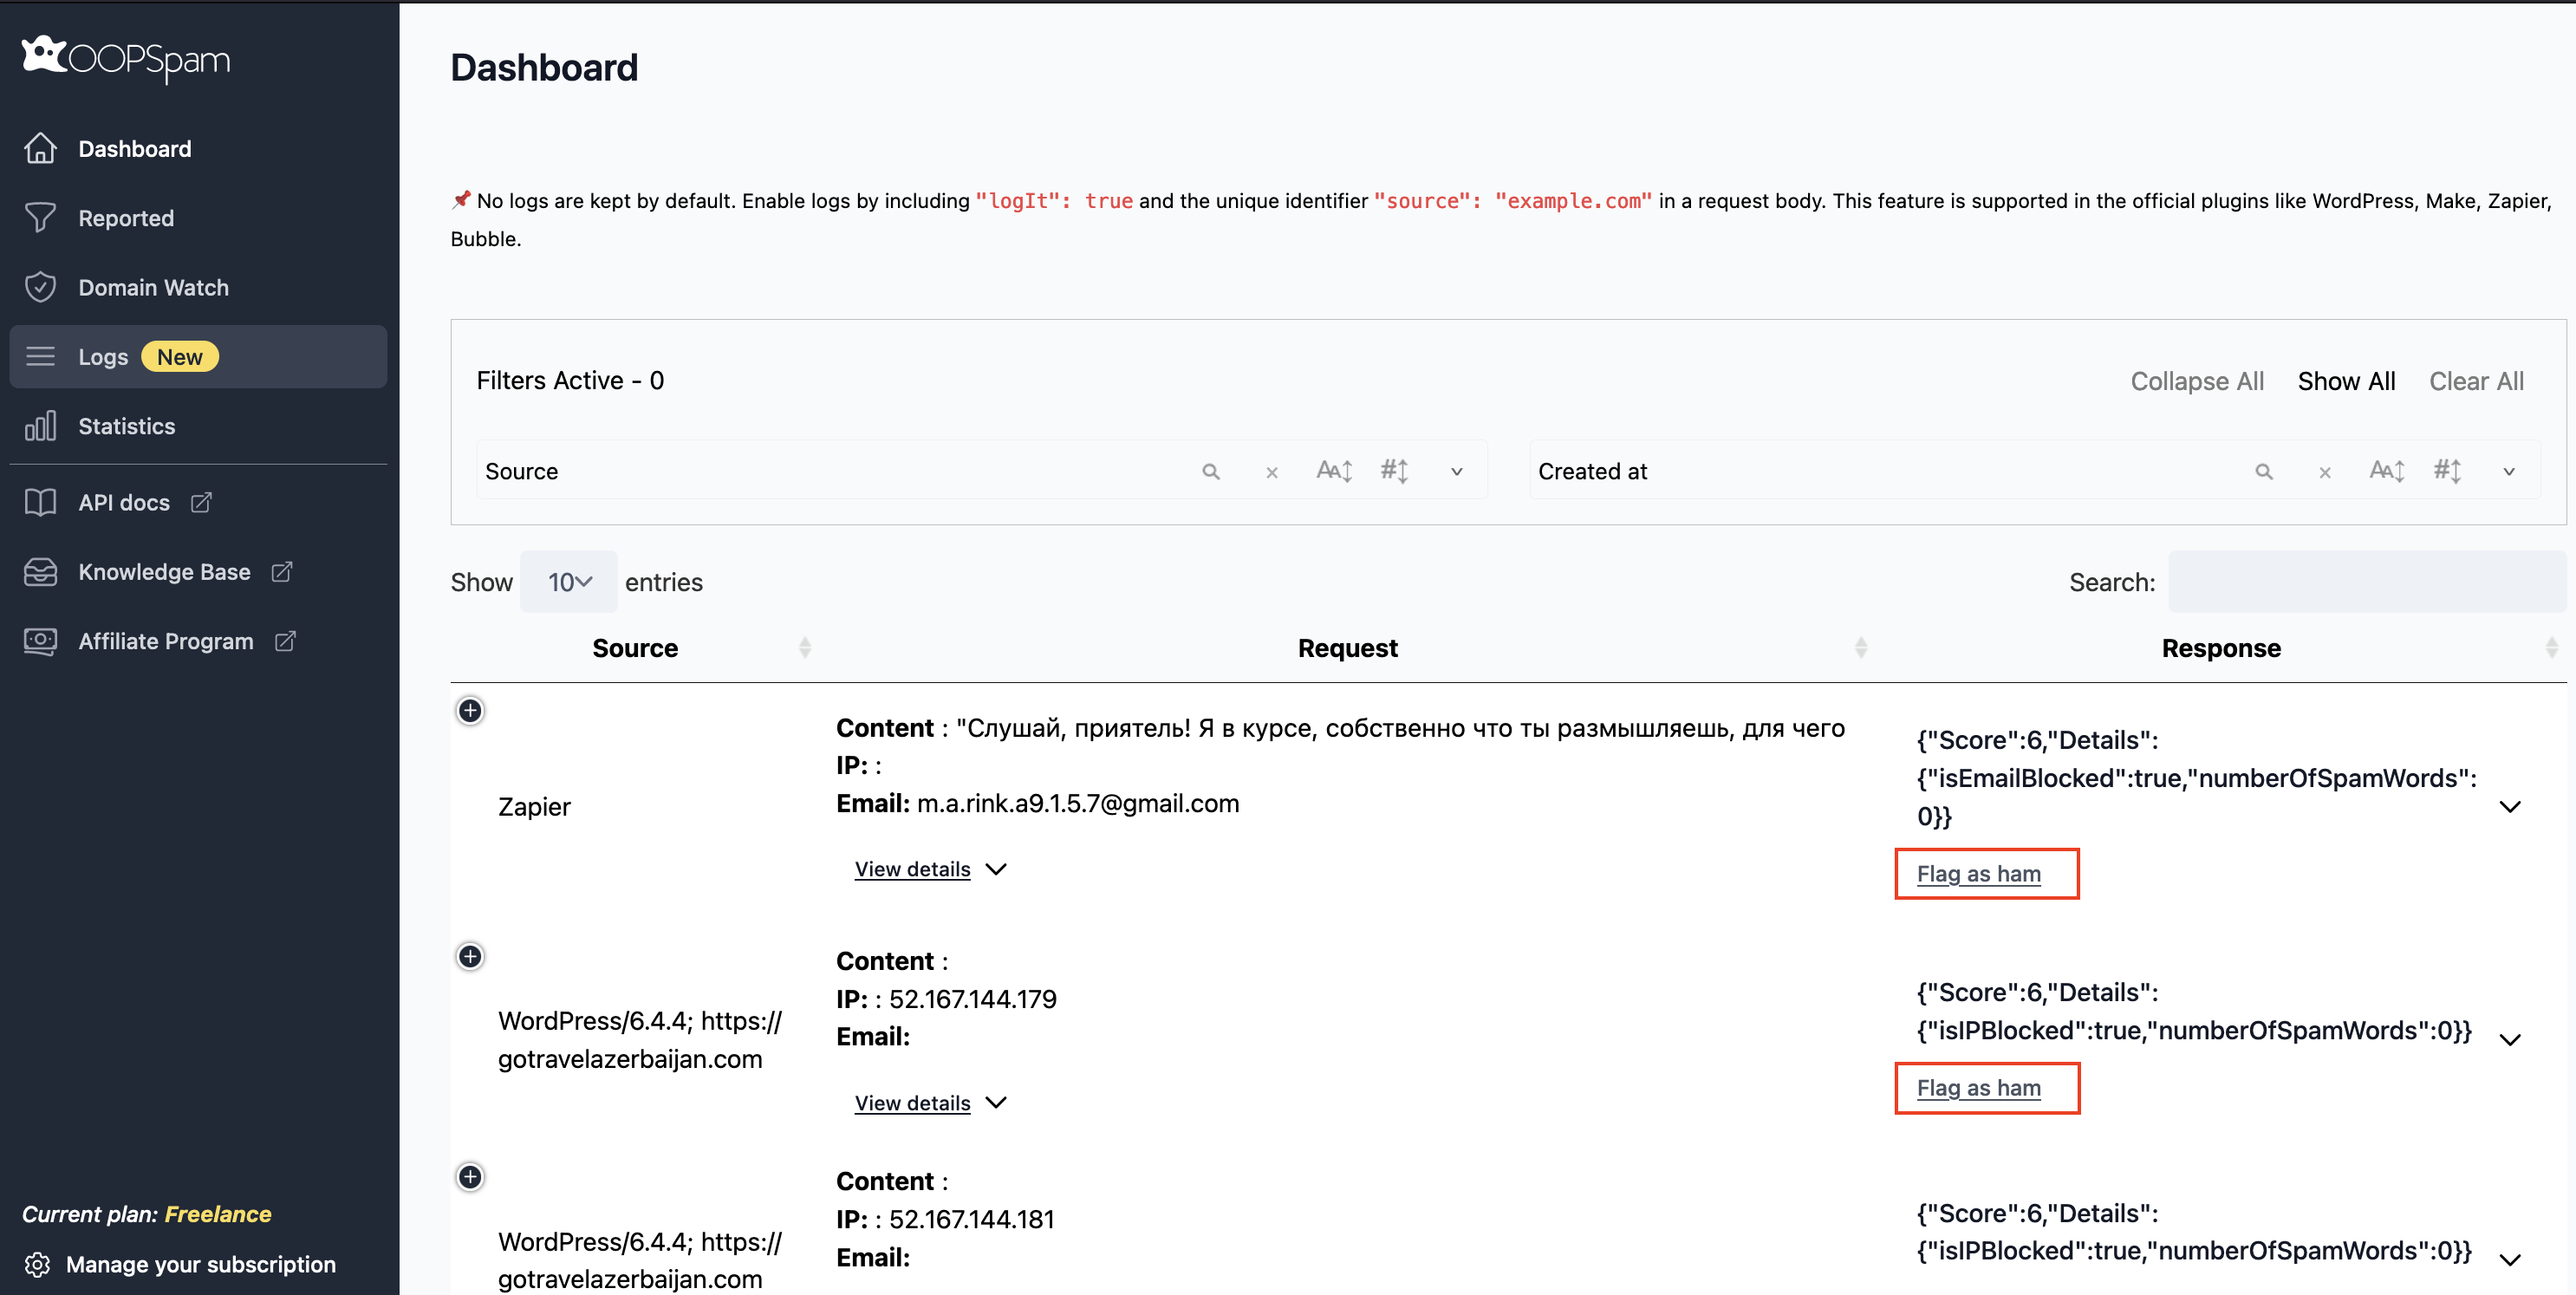 OOPSpam
Dashboard
Reported
Domain Watch
Logs New
Statistics
API docs
Knowledge Base
Affiliate Program
Current plan: Freelance
Manage your subscription
Dashboard
No logs are kept by default. Enable logs by including "logIt": true and the unique identifier "source": "example.com" in a request body. This feature is supported in the official plugins like WordPress, Make, Zapier,
Bubble.
Filters Active - 0
Collapse All Show All Clear All
Source
Created at
Show 10 entries
Search:
Source Request Response
Zapier
Content : "Слушай, приятель! Я в курсе, собственно что ты размышляешь, для чего
IP: :
Email: m.a.rink.a9.1.5.7@gmail.com
View details
{"Score":6,"Details":
{"isEmailBlocked":true,"numberOfSpamWords":
0}}
Flag as ham
WordPress/6.4.4; https://
gotravelazerbaijan.com
Content :
IP: : 52.167.144.179
Email:
View details
{"Score":6,"Details":
{"isIPBlocked":true,"numberOfSpamWords":0}}
Flag as ham
WordPress/6.4.4; https://
gotravelazerbaijan.com
Content :
IP: : 52.167.144.181
Email:
{"Score":6,"Details":
{"isIPBlocked":true,"numberOfSpamWords":0}}